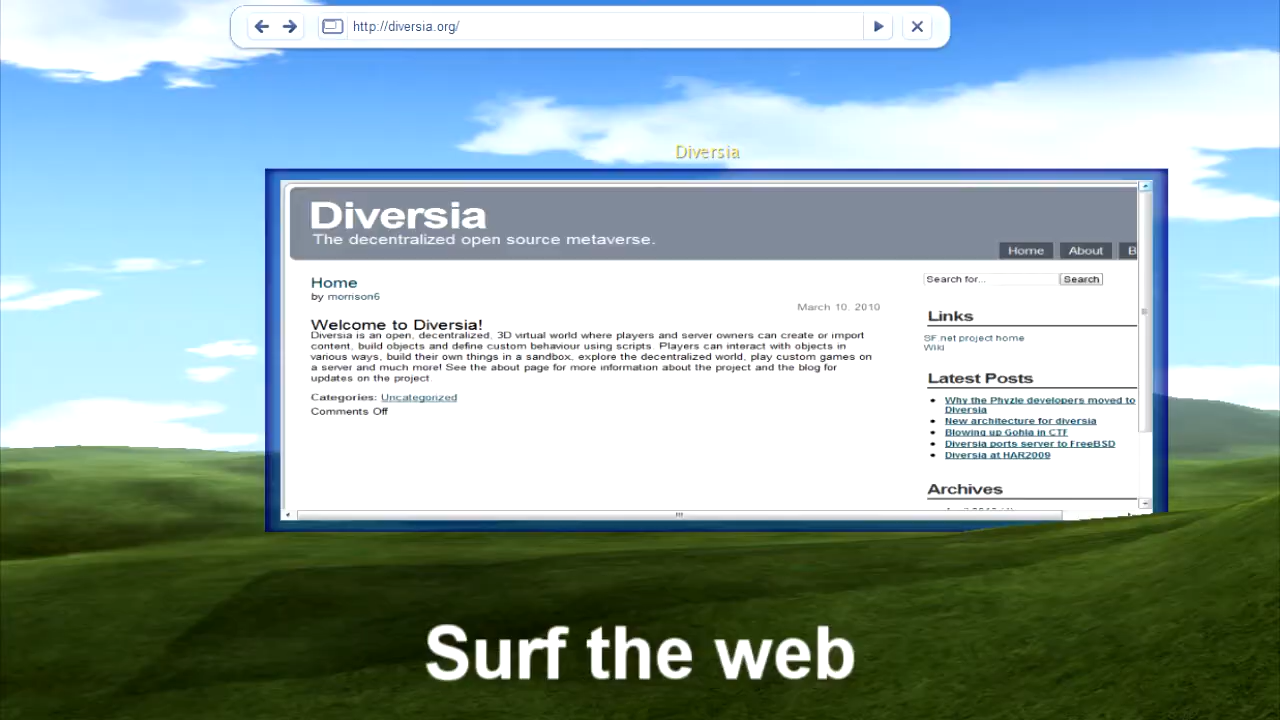 http://diversia.org/
Diversia
Diversia
The decentralized open source metaverse.
Home About B
Home
by morrison6
March 10, 2010
Welcome to Diversia!
Diversia is an open, decentralized, 3D virtual world where players and server owners can create or import
content, build objects and define custom behaviour using scripts. Players can interact with objects in
various ways, build their own things in a sandbox, explore the decentralized world, play custom games on
a server and much more! See the about page for more information about the project and the blog for
updates on the project.
Categories: Uncategorized
Comments Off
Search for... Search
Links
SF.net project home
Wiki
Latest Posts
Why the Phyzle developers moved to
Diversia
New architecture for diversia
Blowing up Gohla in CTF
Diversia ports server to FreeBSD
Diversia at HAR2009
Archives
Surf the web